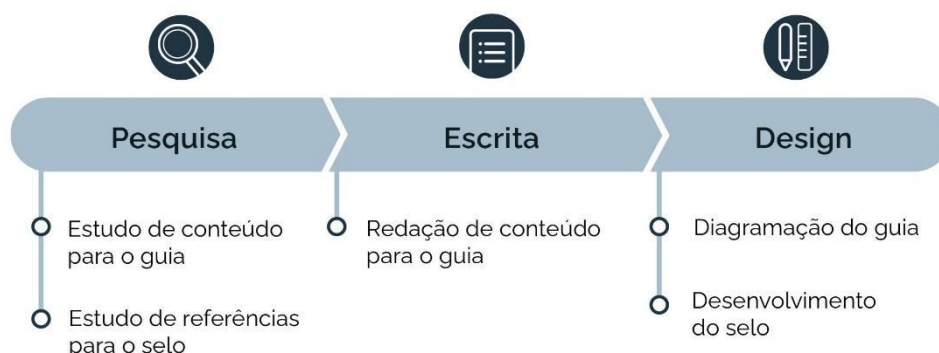 Pesquisa
Escrita
Design
Estudo de conteúdo
para o guia
Estudo de referências
para o selo
Redação de conteúdo
para o guia
Diagramação do guia
Desenvolvimento
do selo